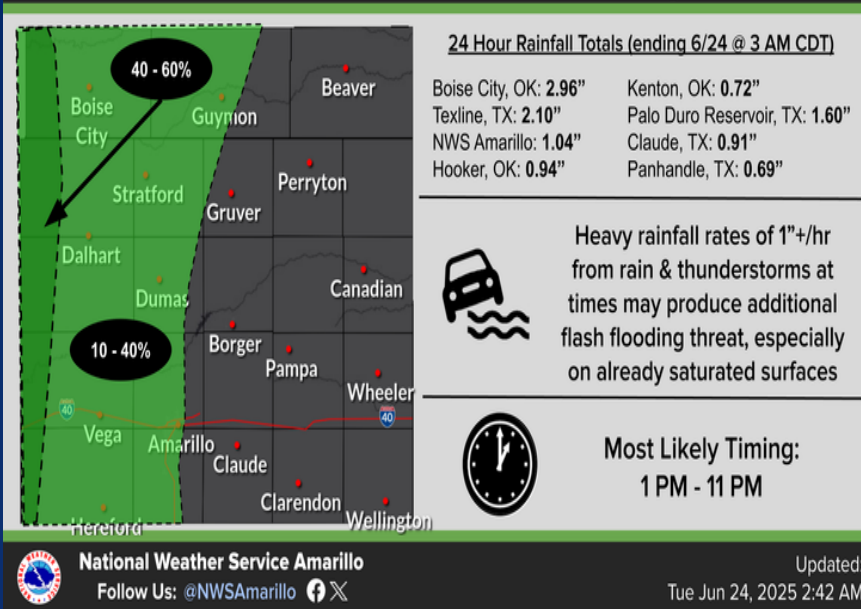 40 - 60%
Boise
City
Guymon
Beaver
Stratford
Perryton
Gruver
Dalhart
Dumas
Canadian
10 - 40%
Borger
Pampa
Wheeler
40
40
Vega
Amarillo
Claude
Clarendon
Hereford
Wellington
24 Hour Rainfall Totals (ending 6/24 @ 3 AM CDT)
Boise City, OK: 2.96” Kenton, OK: 0.72”
Texline, TX: 2.10” Palo Duro Reservoir, TX: 1.60”
NWS Amarillo: 1.04” Claude, TX: 0.91”
Hooker, OK: 0.94” Panhandle, TX: 0.69”
Heavy rainfall rates of 1”+/hr
from rain & thunderstorms at
times may produce additional
flash flooding threat, especially
on already saturated surfaces
Most Likely Timing:
1 PM - 11 PM
National Weather Service Amarillo
Follow Us: @NWSAmarillo
Updated:
Tue Jun 24, 2025 2:42 AM